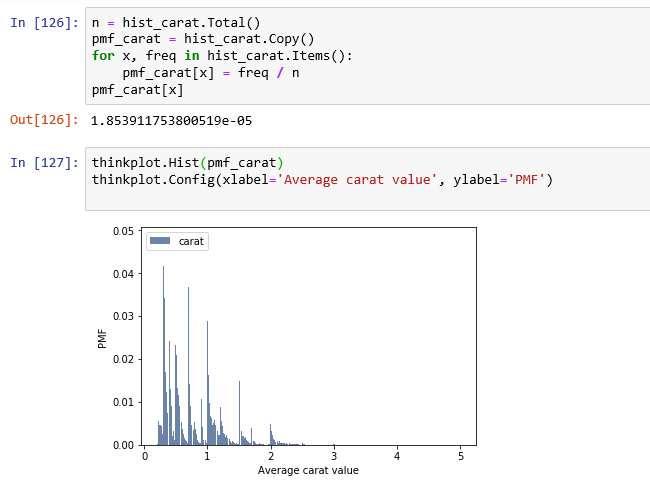 In [126]: n = hist_carat.Total()
pmf_carat = hist_carat.Copy()
for x, freq in hist_carat.Items():
    pmf_carat[x] = freq / n
pmf_carat[x]
Out[126]: 1.853911753800519e-05
In [127]: thinkplot.Hist(pmf_carat)
thinkplot.Config(xlabel='Average carat value', ylabel='PMF')
0.05
carat
0.04
0.03
PMF
0.02
0.01
0.00
0 1 2 3 4 5
Average carat value